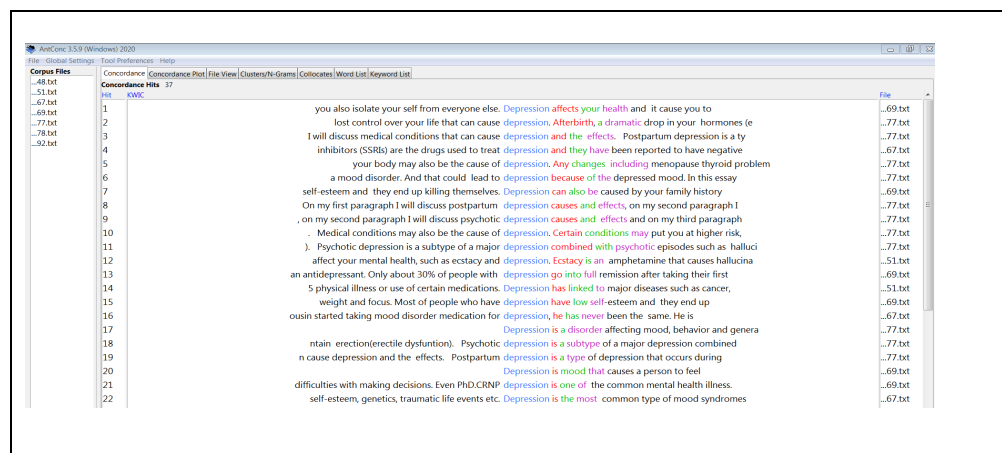 AntConc 3.5.9 (Windows) 2020
File Global Settings Tool Preferences Help
Corpus Files
...48.txt
...51.txt
...67.txt
...69.txt
...77.txt
...78.txt
...92.txt
Concordance Concordance Plot File View Clusters/N-Grams Collocates Word List Keyword List
Concordance Hits 37
Hit KWIC File
1 you also isolate your self from everyone else. Depression affects your health and it cause you to ...69.txt
2 lost control over your life that can cause depression. Afterbirth, a dramatic drop in your hormones (e ...77.txt
3 I will discuss medical conditions that can cause depression and the effects. Postpartum depression is a ty ...77.txt
4 inhibitors (SSRIs) are the drugs used to treat depression and they have been reported to have negative ...67.txt
5 your body may also be the cause of depression. Any changes including menopause thyroid problem ...77.txt
6 a mood disorder. And that could lead to depression because of the depressed mood. In this essay ...77.txt
7 self-esteem and they end up killing themselves. Depression can also be caused by your family history ...69.txt
8 On my first paragraph I will discuss postpartum depression causes and effects, on my second paragraph I ...77.txt
9 , on my second paragraph I will discuss psychotic depression causes and effects and on my third paragraph ...77.txt
10 . Medical conditions may also be the cause of depression. Certain conditions may put you at higher risk, ...77.txt
11 ). Psychotic depression is a subtype of a major depression combined with psychotic episodes such as halluci ...77.txt
12 affect your mental health, such as ecstacy and depression. Ecstacy is an amphetamine that causes hallucina ...51.txt
13 an antidepressant. Only about 30% of people with depression go into full remission after taking their first ...69.txt
14 5 physical illness or use of certain medications. Depression has linked to major diseases such as cancer, ...51.txt
15 weight and focus. Most of people who have depression have low self-esteem and they end up ...69.txt
16 ousin started taking mood disorder medication for depression, he has never been the same. He is ...67.txt
17 Depression is a disorder affecting mood, behavior and genera ...77.txt
18 ntain erection(erectile dysfuntion). Psychotic depression is a subtype of a major depression combined ...77.txt
19 n cause depression and the effects. Postpartum depression is a type of depression that occurs during ...77.txt
20 Depression is mood that causes a person to feel ...69.txt
21 difficulties with making decisions. Even PhD.CRNP depression is one of the common mental health illness. ...69.txt
22 self-esteem, genetics, traumatic life events etc. Depression is the most common type of mood syndromes ...67.txt